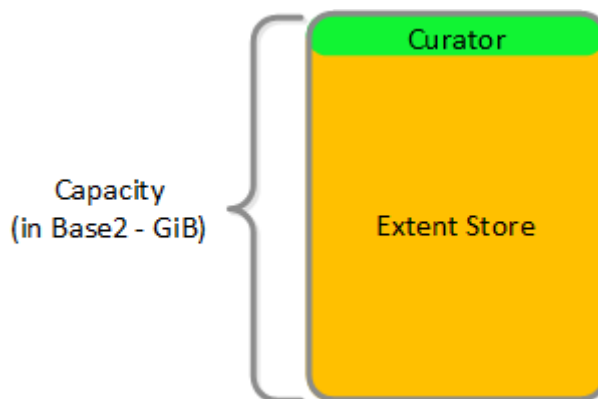 Curator
Capacity
(in Base2 - GiB)
Extent Store